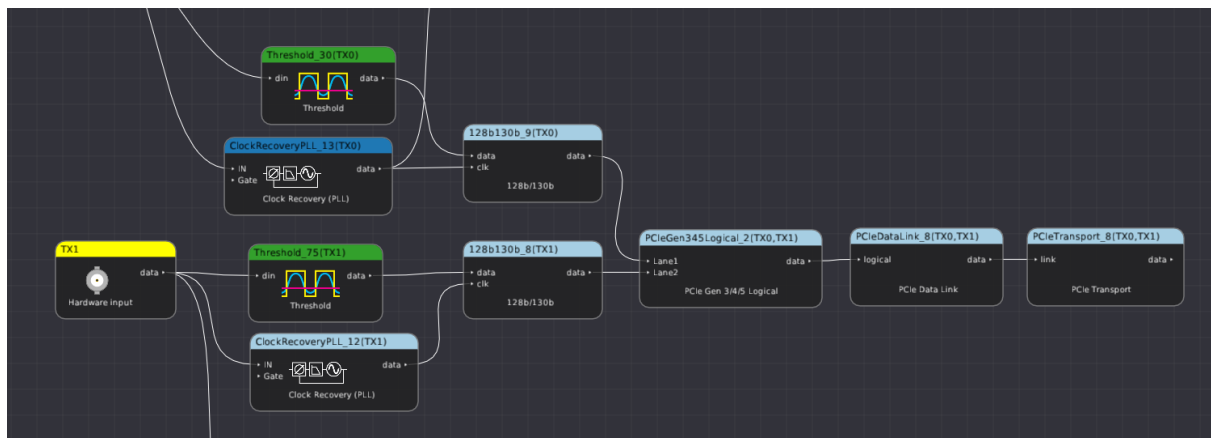 Threshold_30(TX0)
din
data
Threshold
ClockRecoveryPLL_13(TX0)
IN
data
Gate
Clock Recovery (PLL)
128b130b_9(TX0)
data
data
clk
128b/130b
TX1
data
Hardware input
Threshold_75(TX1)
din
data
Threshold
128b130b_8(TX1)
data
data
clk
128b/130b
ClockRecoveryPLL_12(TX1)
IN
data
Gate
Clock Recovery (PLL)
PCIeGen345Logical_2(TX0,TX1)
Lane1
data
Lane2
PCIe Gen 3/4/5 Logical
PCIeDataLink_8(TX0,TX1)
logical
data
PCIe Data Link
PCIeTransport_8(TX0,TX1)
link
data
PCIe Transport